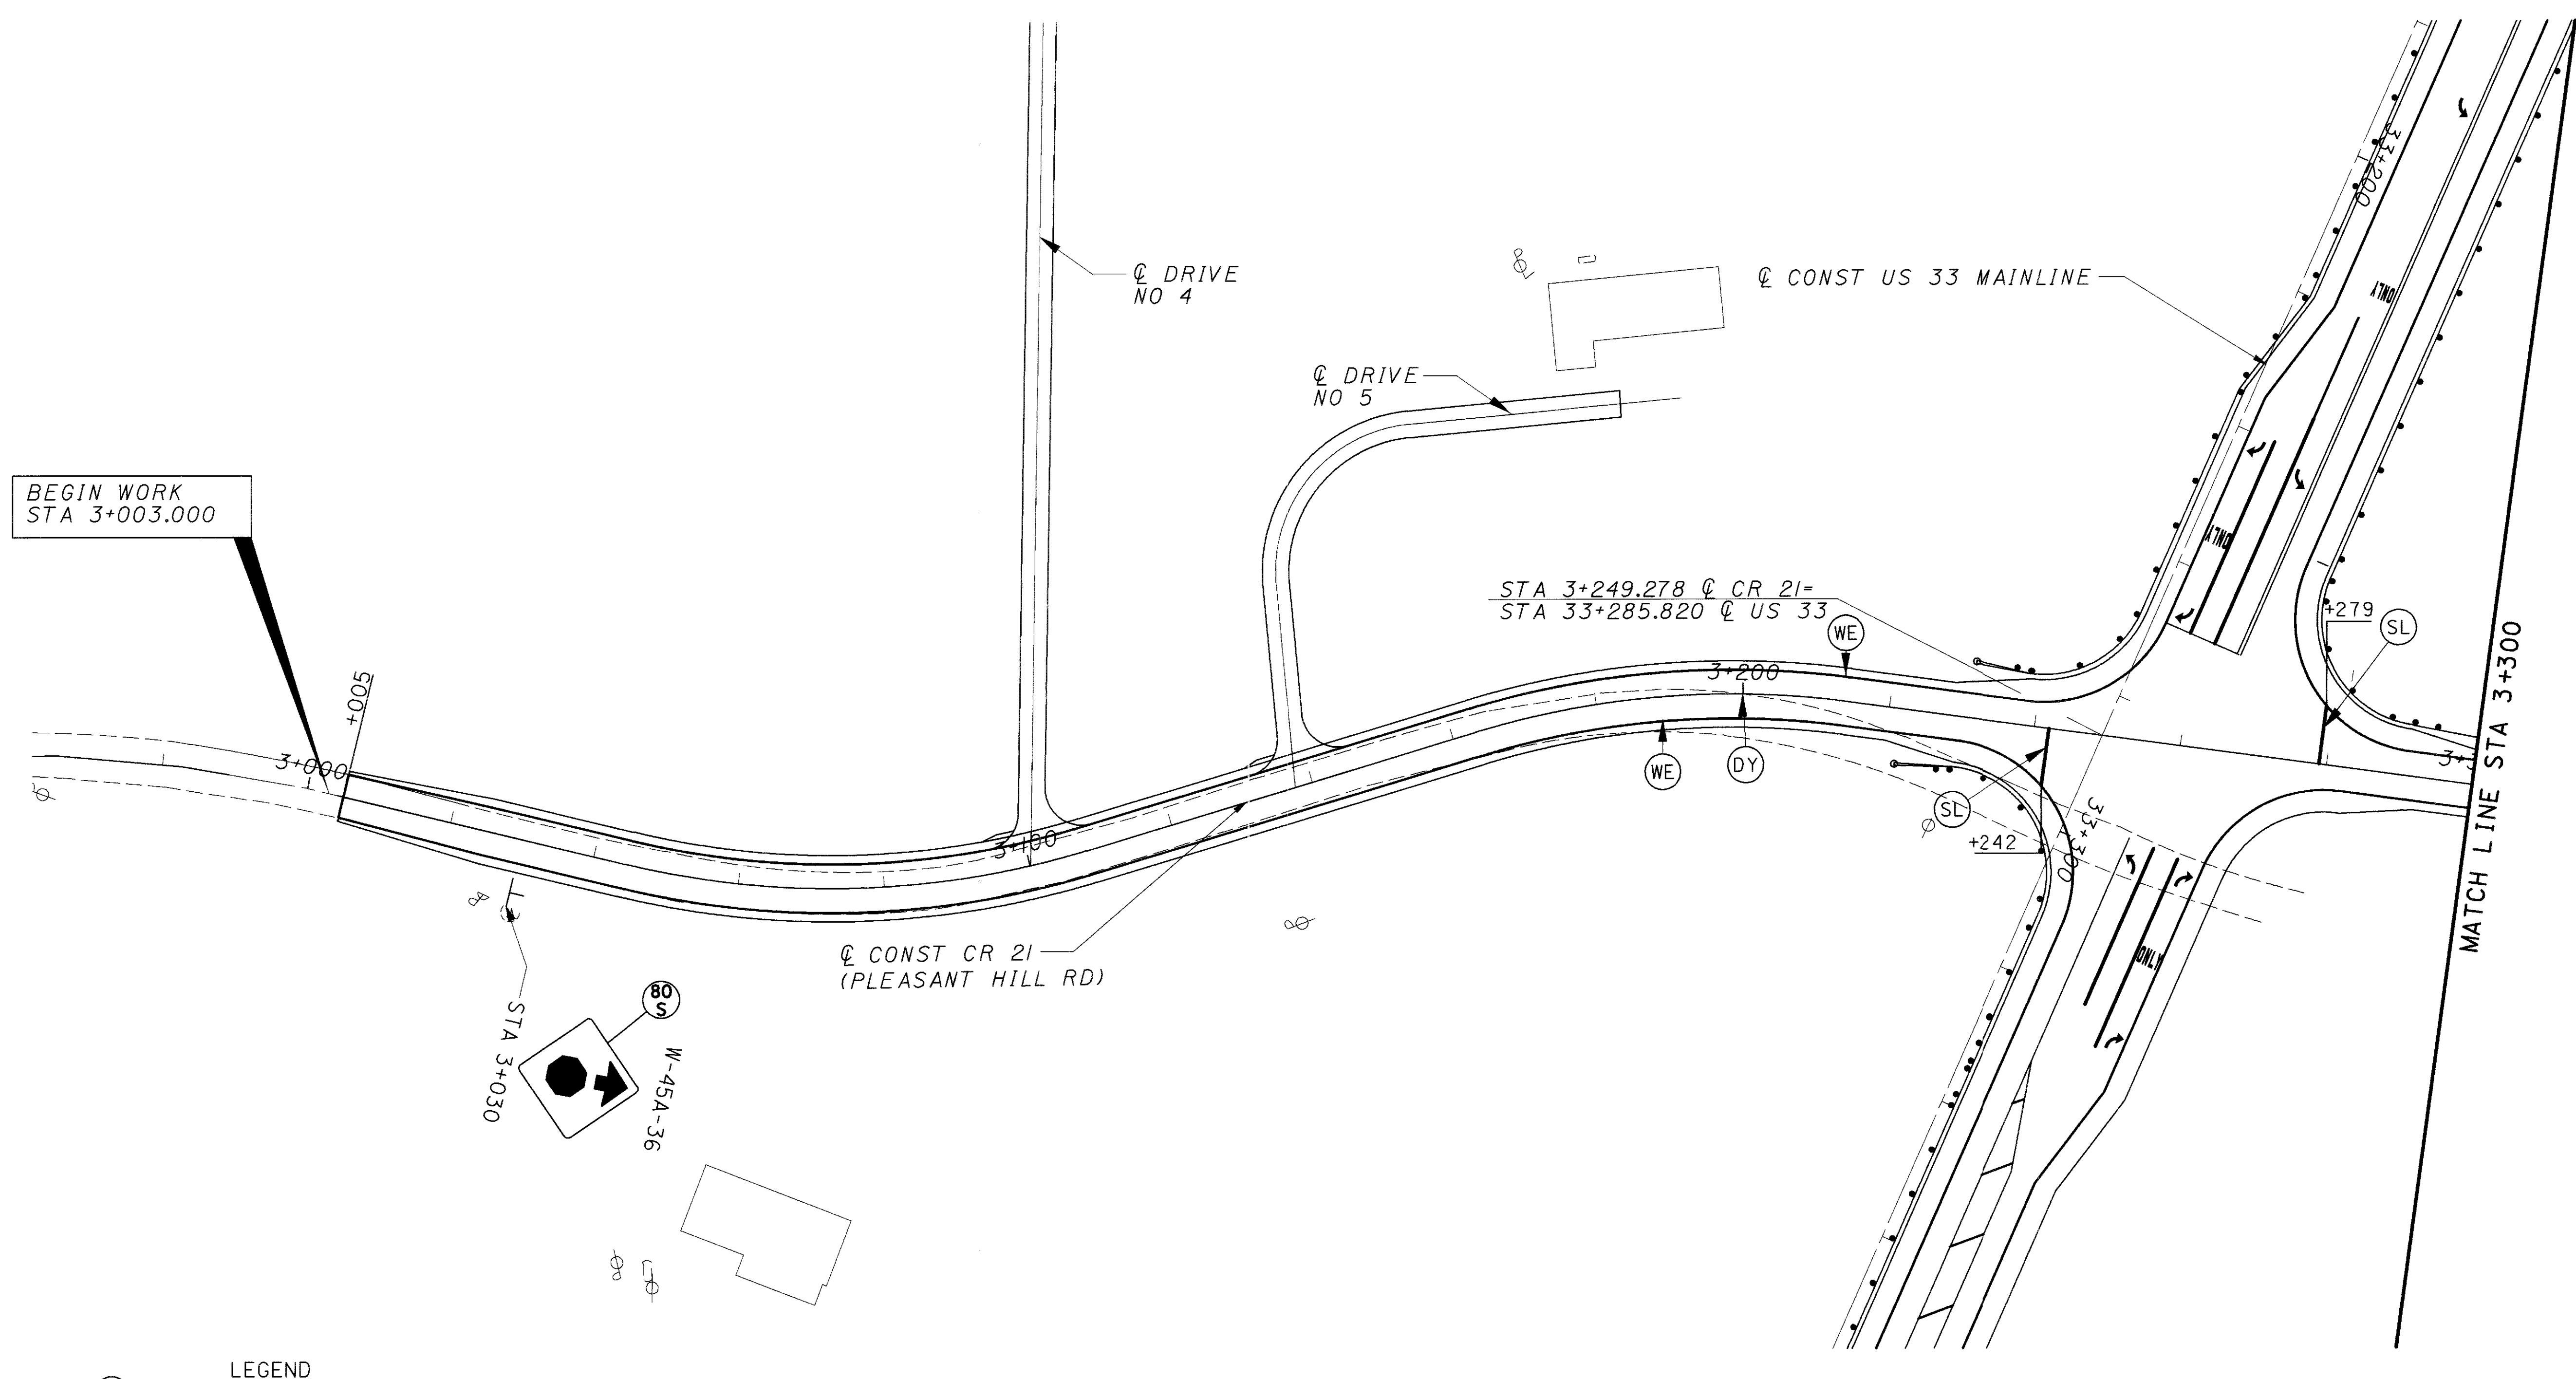 ℄ DRIVE
NO 4
℄ CONST US 33 MAINLINE
33+200
ONLY
℄ DRIVE
NO 5
BEGIN WORK
STA 3+003.000
ONLY
STA 3+249.278 ℄ CR 21=
STA 33+285.820 ℄ US 33
WE
+279
SL
+005
3+000
3+200
MATCH LINE STA 3+300
WE
DY
SL
+242
33+300
3+100
℄ CONST CR 21
(PLEASANT HILL RD)
ONLY
80
S
STA 3+030
W-45A-36
LEGEND